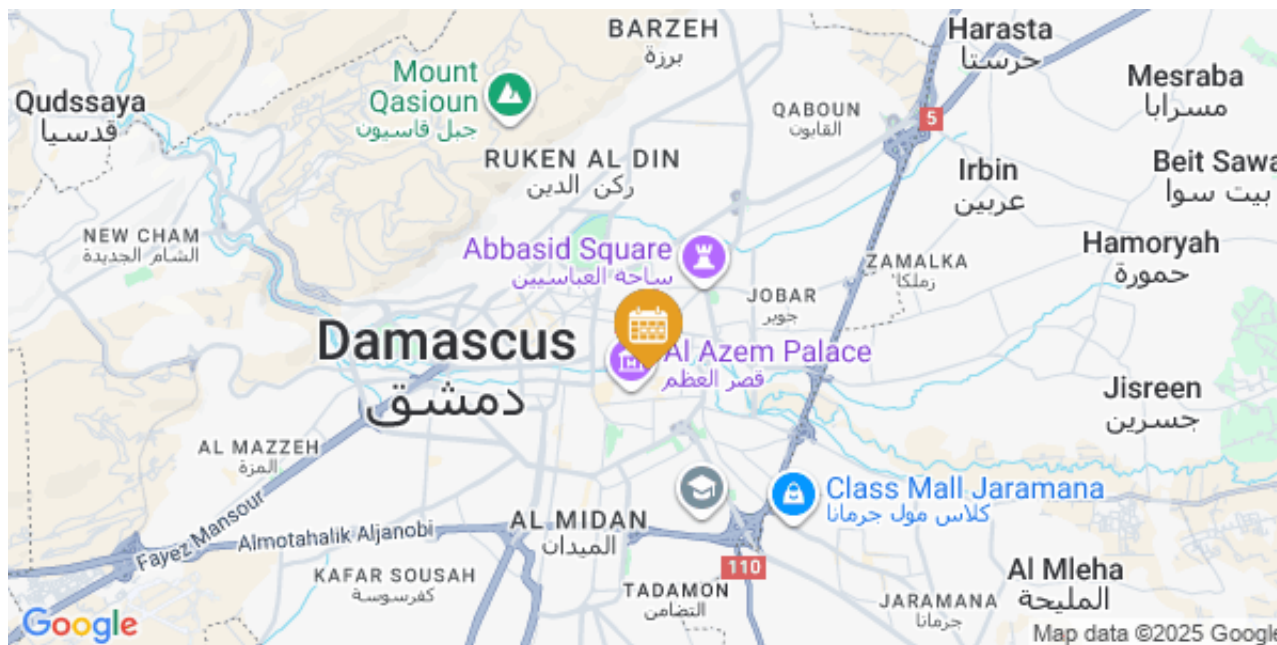 BARZEH
برزة
Harasta
حرستا
Mount
Qasioun
جبل قاسيون
Mesraba
مسرابا
Qudssaya
قدسيا
QABOUN
القابون
5
RUKEN AL DIN
ركن الدين
Irbin
عربين
Beit Sawa
بيت سوا
NEW CHAM
الشام الجديدة
Abbasid Square
ساحة العباسيين
Hamoryah
حمورة
ZAMALKA
زملكا
JOBAR
جوبر
Damascus
دمشق
Al Azem Palace
قصر العظم
Jisreen
جسرين
AL MAZZEH
المزة
Class Mall Jaramana
كلاس مول جرمانا
Fayez Mansour
Almotahalik Aljanobi
AL MIDAN
الميدان
110
KAFAR SOUSAH
كفرسوسة
TADAMON
التضامن
Al Mleha
المليحة
JARAMANA
جرمانا
Google
Map data ©2025 Google